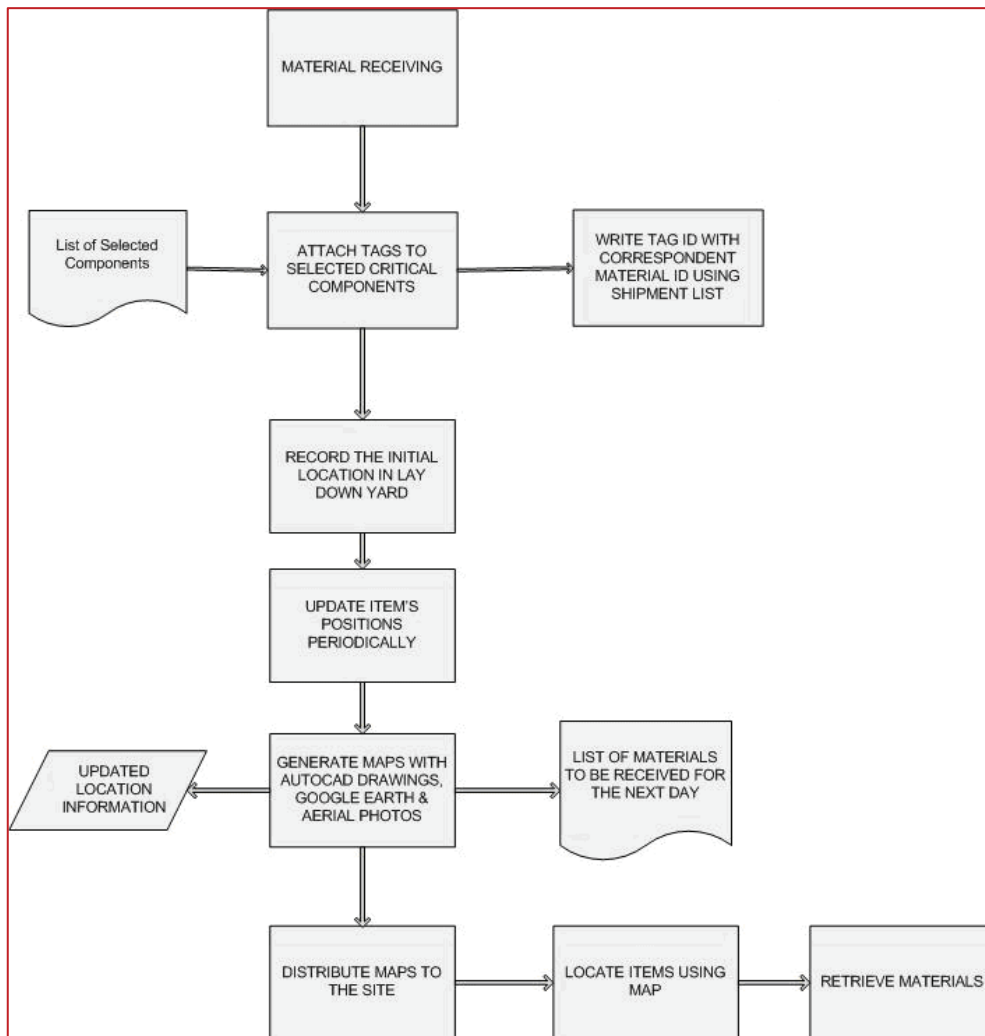 MATERIAL RECEIVING
List of Selected
Components
ATTACH TAGS TO
SELECTED CRITICAL
COMPONENTS
WRITE TAG ID WITH
CORRESPONDENT
MATERIAL ID USING
SHIPMENT LIST
RECORD THE INITIAL
LOCATION IN LAY
DOWN YARD
UPDATE ITEM'S
POSITIONS
PERIODICALLY
UPDATED
LOCATION
INFORMATION
GENERATE MAPS WITH
AUTOCAD DRAWINGS,
GOOGLE EARTH &
AERIAL PHOTOS
LIST OF MATERIALS
TO BE RECEIVED FOR
THE NEXT DAY
DISTRIBUTE MAPS TO
THE SITE
LOCATE ITEMS USING
MAP
RETRIEVE MATERIALS